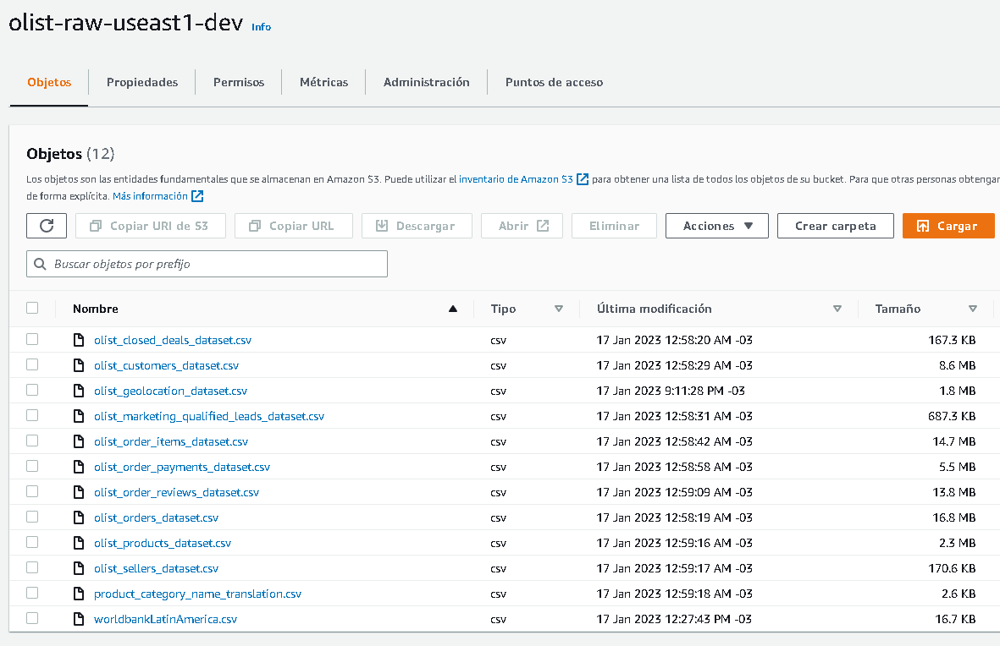 olist-raw-useast1-dev Info
Objetos Propiedades Permisos Métricas Administración Puntos de acceso
Objetos (12)
Los objetos son las entidades fundamentales que se almacenan en Amazon S3. Puede utilizar el inventario de Amazon S3 para obtener una lista de todos los objetos de su bucket. Para que otras personas obtengan
de forma explícita. Más información
Copiar URI de S3 Copiar URL Descargar Abrir Eliminar Acciones Crear carpeta Cargar
Buscar objetos por prefijo
Nombre Tipo Última modificación Tamaño
olist_closed_deals_dataset.csv csv 17 Jan 2023 12:58:20 AM -03 167.3 KB
olist_customers_dataset.csv csv 17 Jan 2023 12:58:29 AM -03 8.6 MB
olist_geolocation_dataset.csv csv 17 Jan 2023 9:11:28 PM -03 1.8 MB
olist_marketing_qualified_leads_dataset.csv csv 17 Jan 2023 12:58:31 AM -03 687.3 KB
olist_order_items_dataset.csv csv 17 Jan 2023 12:58:42 AM -03 14.7 MB
olist_order_payments_dataset.csv csv 17 Jan 2023 12:58:58 AM -03 5.5 MB
olist_order_reviews_dataset.csv csv 17 Jan 2023 12:59:09 AM -03 13.8 MB
olist_orders_dataset.csv csv 17 Jan 2023 12:58:19 AM -03 16.8 MB
olist_products_dataset.csv csv 17 Jan 2023 12:59:16 AM -03 2.3 MB
olist_sellers_dataset.csv csv 17 Jan 2023 12:59:17 AM -03 170.6 KB
product_category_name_translation.csv csv 17 Jan 2023 12:59:18 AM -03 2.6 KB
worldbankLatinAmerica.csv csv 17 Jan 2023 12:27:43 PM -03 16.7 KB